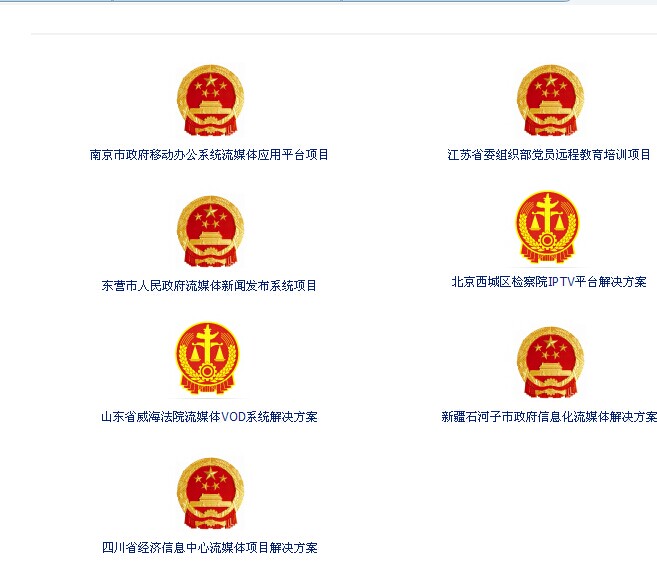 南京市政府移动办公系统流媒体应用平台项目
江苏省委组织部党员远程教育培训项目
东营市人民政府流媒体新闻发布系统项目
北京西城区检察院IPTV平台解决方案
山东省威海法院流媒体VOD系统解决方案
新疆石河子市政府信息化流媒体解决方案
四川省经济信息中心流媒体项目解决方案